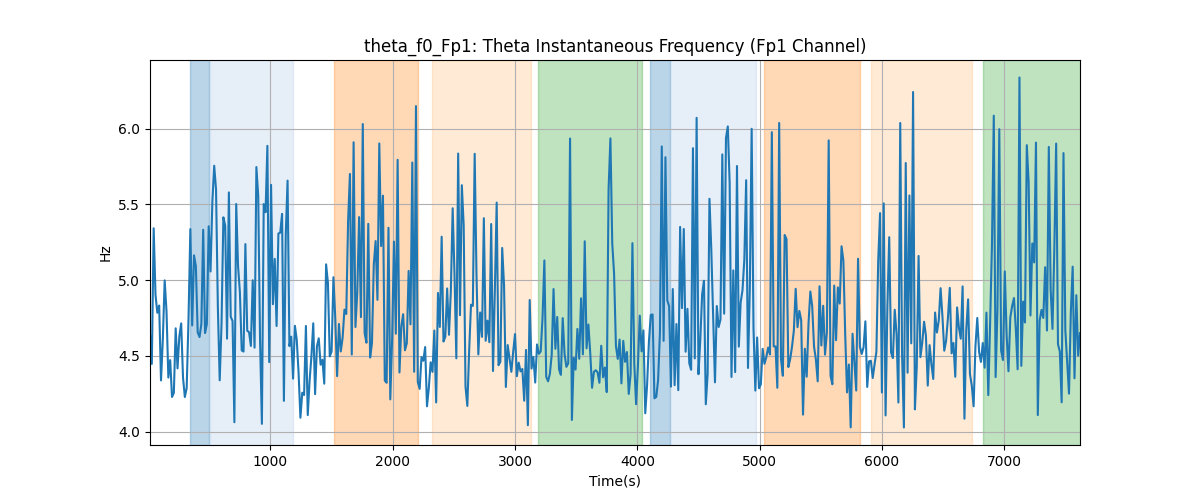 theta_f0_Fp1: Theta Instantaneous Frequency (Fp1 Channel)
Hz
6.0
5.5
5.0
4.5
4.0
1000 2000 3000 4000 5000 6000 7000
Time(s)